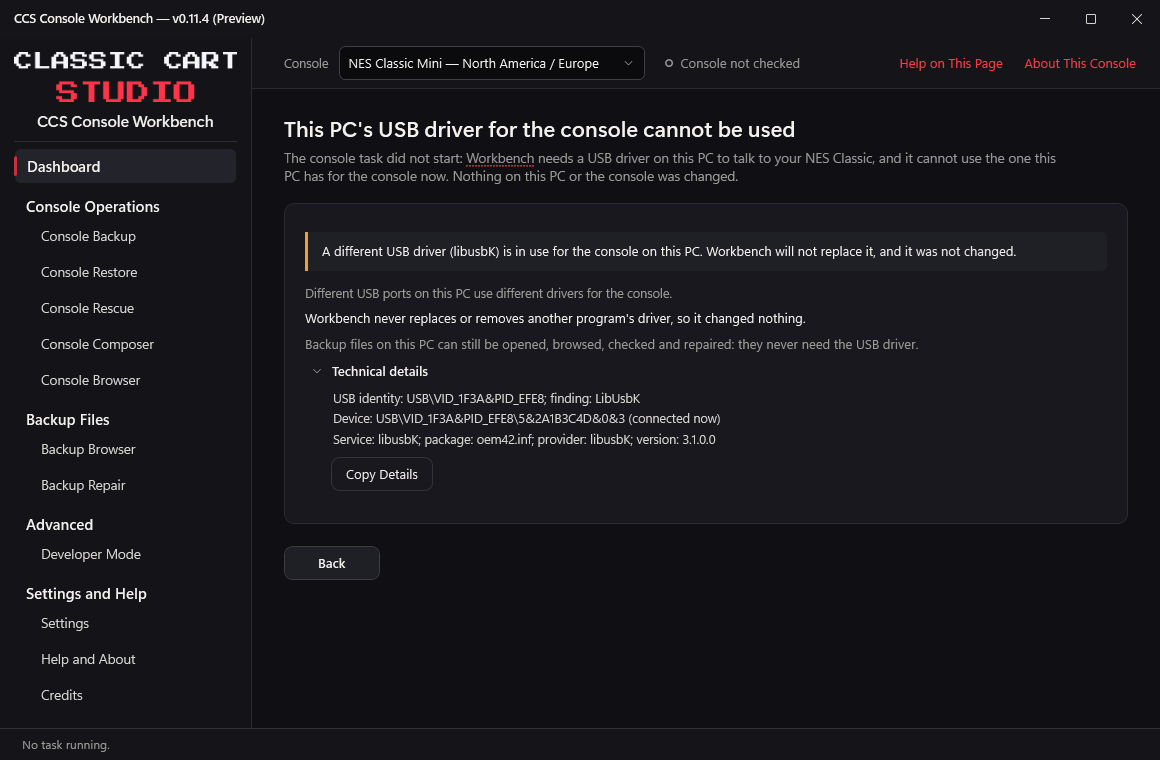 CCS Console Workbench — v0.11.4 (Preview)
CLASSIC CART
STUDIO
CCS Console Workbench
Dashboard
Console Operations
Console Backup
Console Restore
Console Rescue
Console Composer
Console Browser
Backup Files
Backup Browser
Backup Repair
Advanced
Developer Mode
Settings and Help
Settings
Help and About
Credits
Console
NES Classic Mini — North America / Europe
Console not checked
Help on This Page
About This Console
This PC's USB driver for the console cannot be used
The console task did not start: Workbench needs a USB driver on this PC to talk to your NES Classic, and it cannot use the one this
PC has for the console now. Nothing on this PC or the console was changed.
A different USB driver (libusbK) is in use for the console on this PC. Workbench will not replace it, and it was not changed.
Different USB ports on this PC use different drivers for the console.
Workbench never replaces or removes another program's driver, so it changed nothing.
Backup files on this PC can still be opened, browsed, checked and repaired: they never need the USB driver.
Technical details
USB identity: USB\VID_1F3A&PID_EFE8; finding: LibUsbK
Device: USB\VID_1F3A&PID_EFE8\5&2A1B3C4D&0&3 (connected now)
Service: libusbK; package: oem42.inf; provider: libusbK; version: 3.1.0.0
Copy Details
Back
No task running.